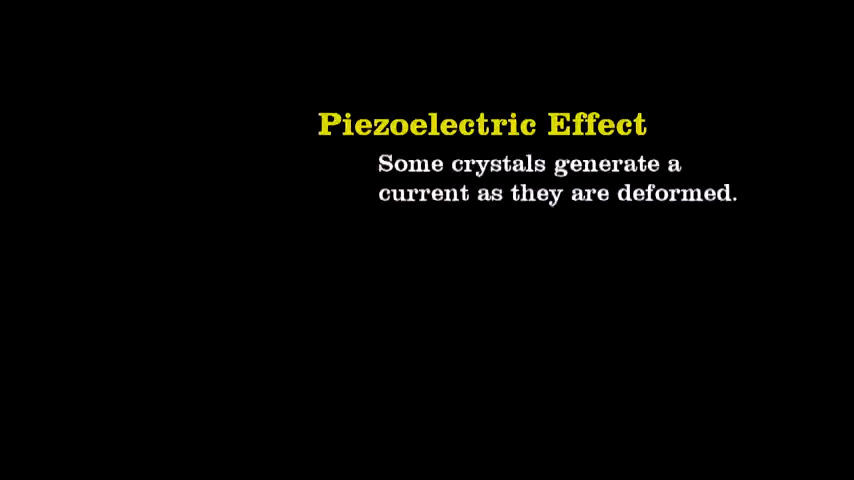 Piezoelectric Effect
Some crystals generate a
current as they are deformed.